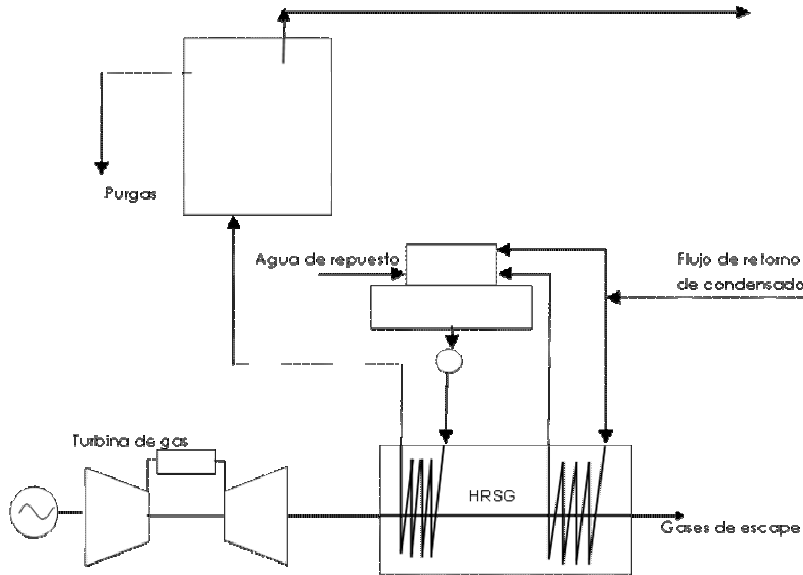 Purgas
Agua de repuesto
Flujo de retorno
de condensado
Turbina de gas
HRSG
Gases de escape